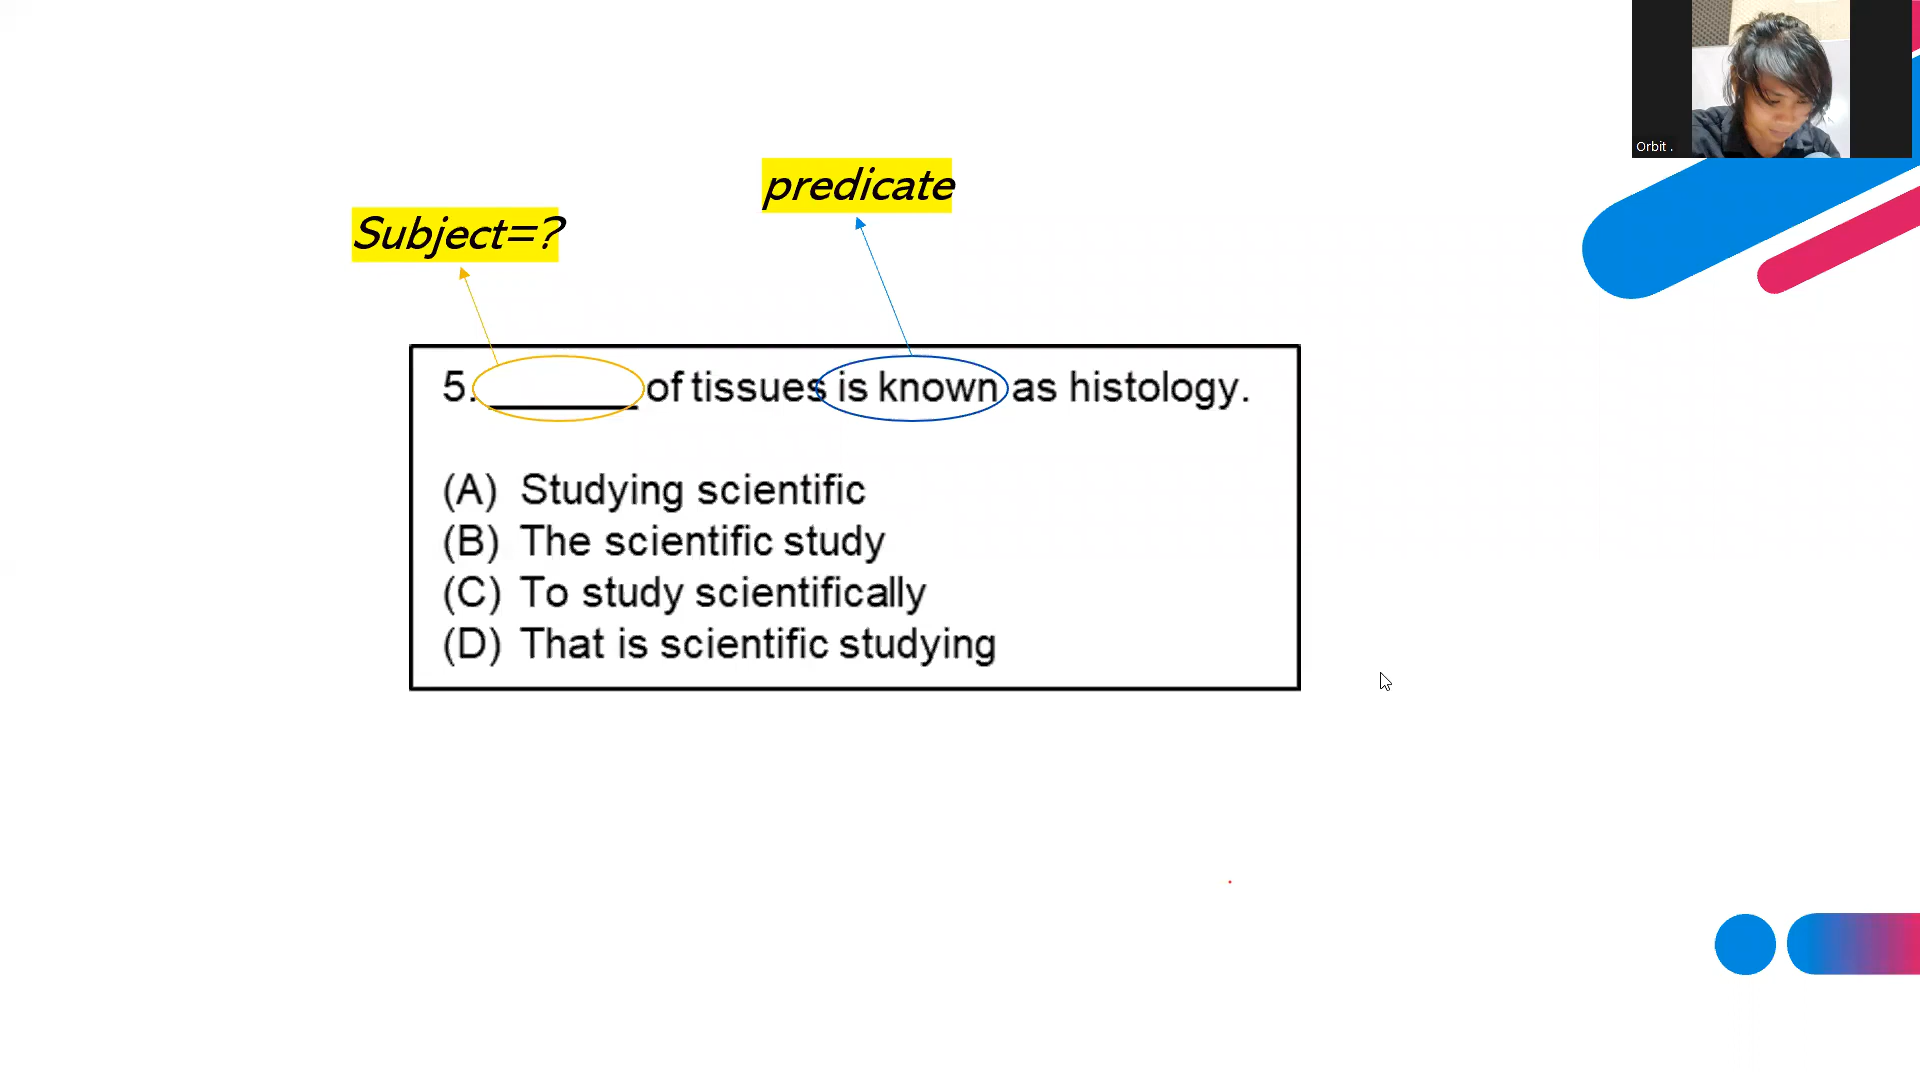 Orbit .
predicate
Subject=?
5. ________ of tissues is known as histology.
(A) Studying scientific
(B) The scientific study
(C) To study scientifically
(D) That is scientific studying